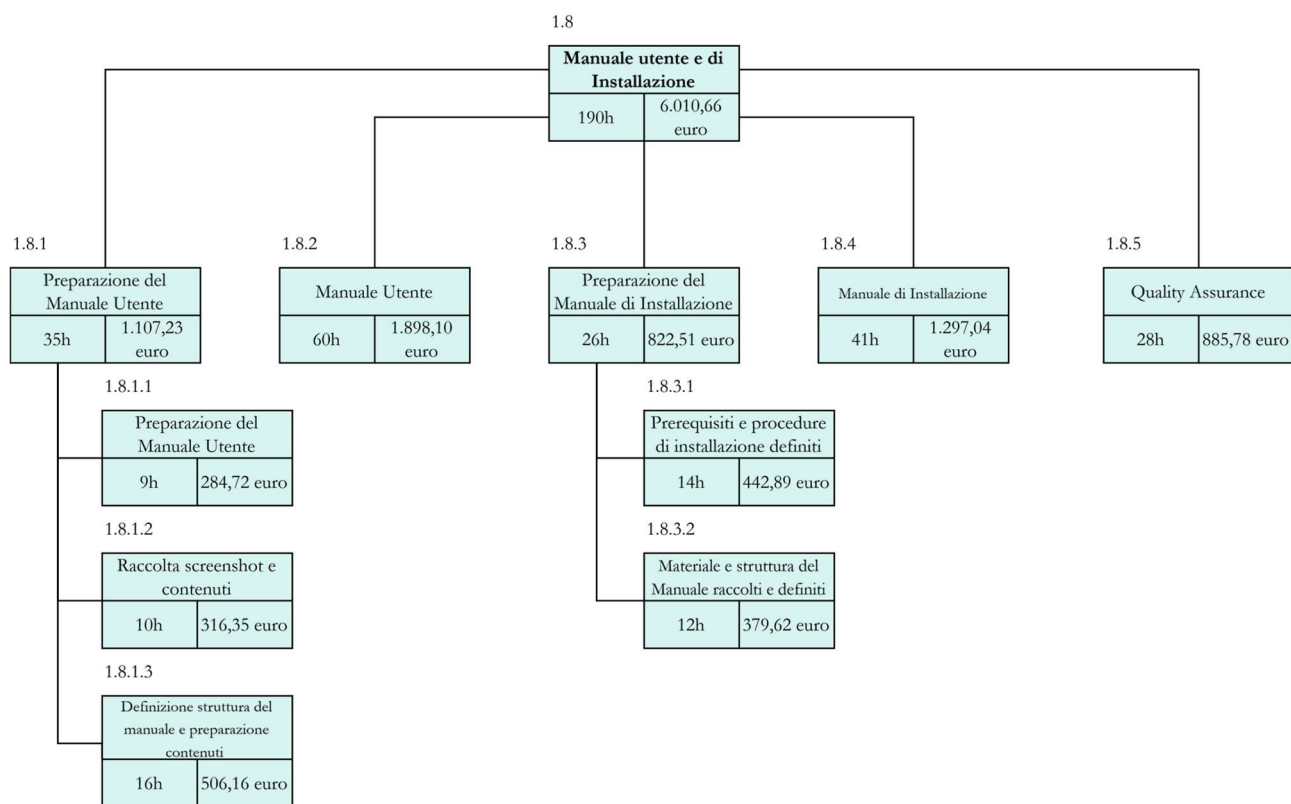 1.8
Manuale utente e di
Installazione
190h
6.010,66
euro
1.8.1
Preparazione del
Manuale Utente
35h
1.107,23
euro
1.8.2
Manuale Utente
60h
1.898,10
euro
1.8.3
Preparazione del
Manuale di Installazione
26h
822,51 euro
1.8.4
Manuale di Installazione
41h
1.297,04
euro
1.8.5
Quality Assurance
28h
885,78 euro
1.8.1.1
Preparazione del
Manuale Utente
9h
284,72 euro
1.8.1.2
Raccolta screenshot e
contenuti
10h
316,35 euro
1.8.1.3
Definizione struttura del
manuale e preparazione
contenuti
16h
506,16 euro
1.8.3.1
Prerequisiti e procedure
di installazione definiti
14h
442,89 euro
1.8.3.2
Materiale e struttura del
Manuale raccolti e definiti
12h
379,62 euro